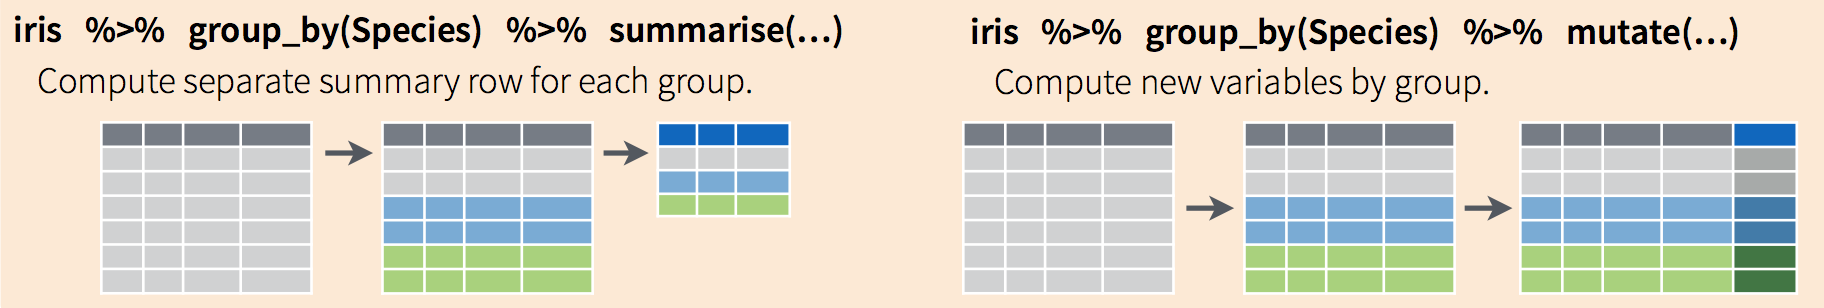 iris %>% group_by(Species) %>% summarise(…)
Compute separate summary row for each group.
iris %>% group_by(Species) %>% mutate(…)
Compute new variables by group.